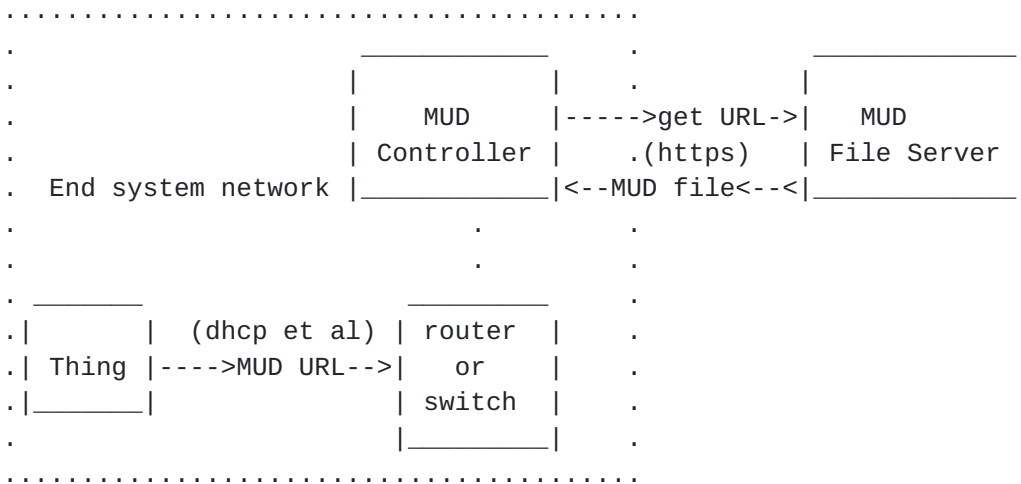 MUD ----->get URL-> MUD
Controller (https) File Server
End system network <--MUD file<--<
(dhcp et al) router
Thing ---->MUD URL--> or
switch